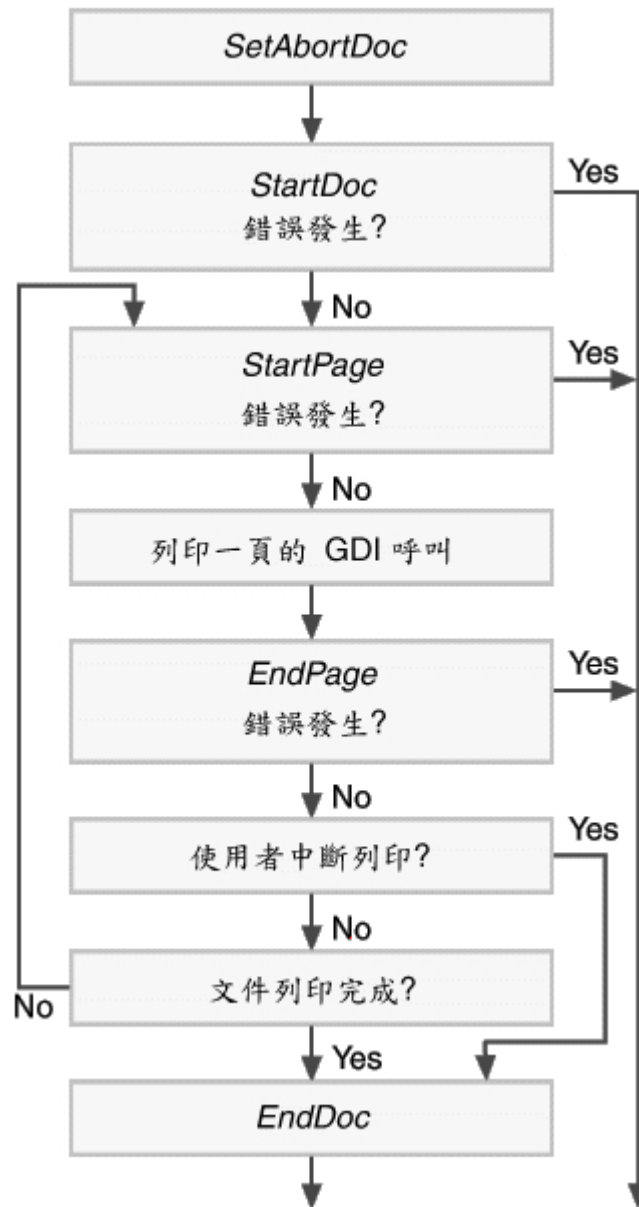 SetAbortDoc
StartDoc
錯誤發生?
Yes
No
StartPage
錯誤發生?
Yes
No
列印一頁的 GDI 呼叫
EndPage
錯誤發生?
Yes
No
使用者中斷列印?
Yes
No
文件列印完成?
No
Yes
EndDoc